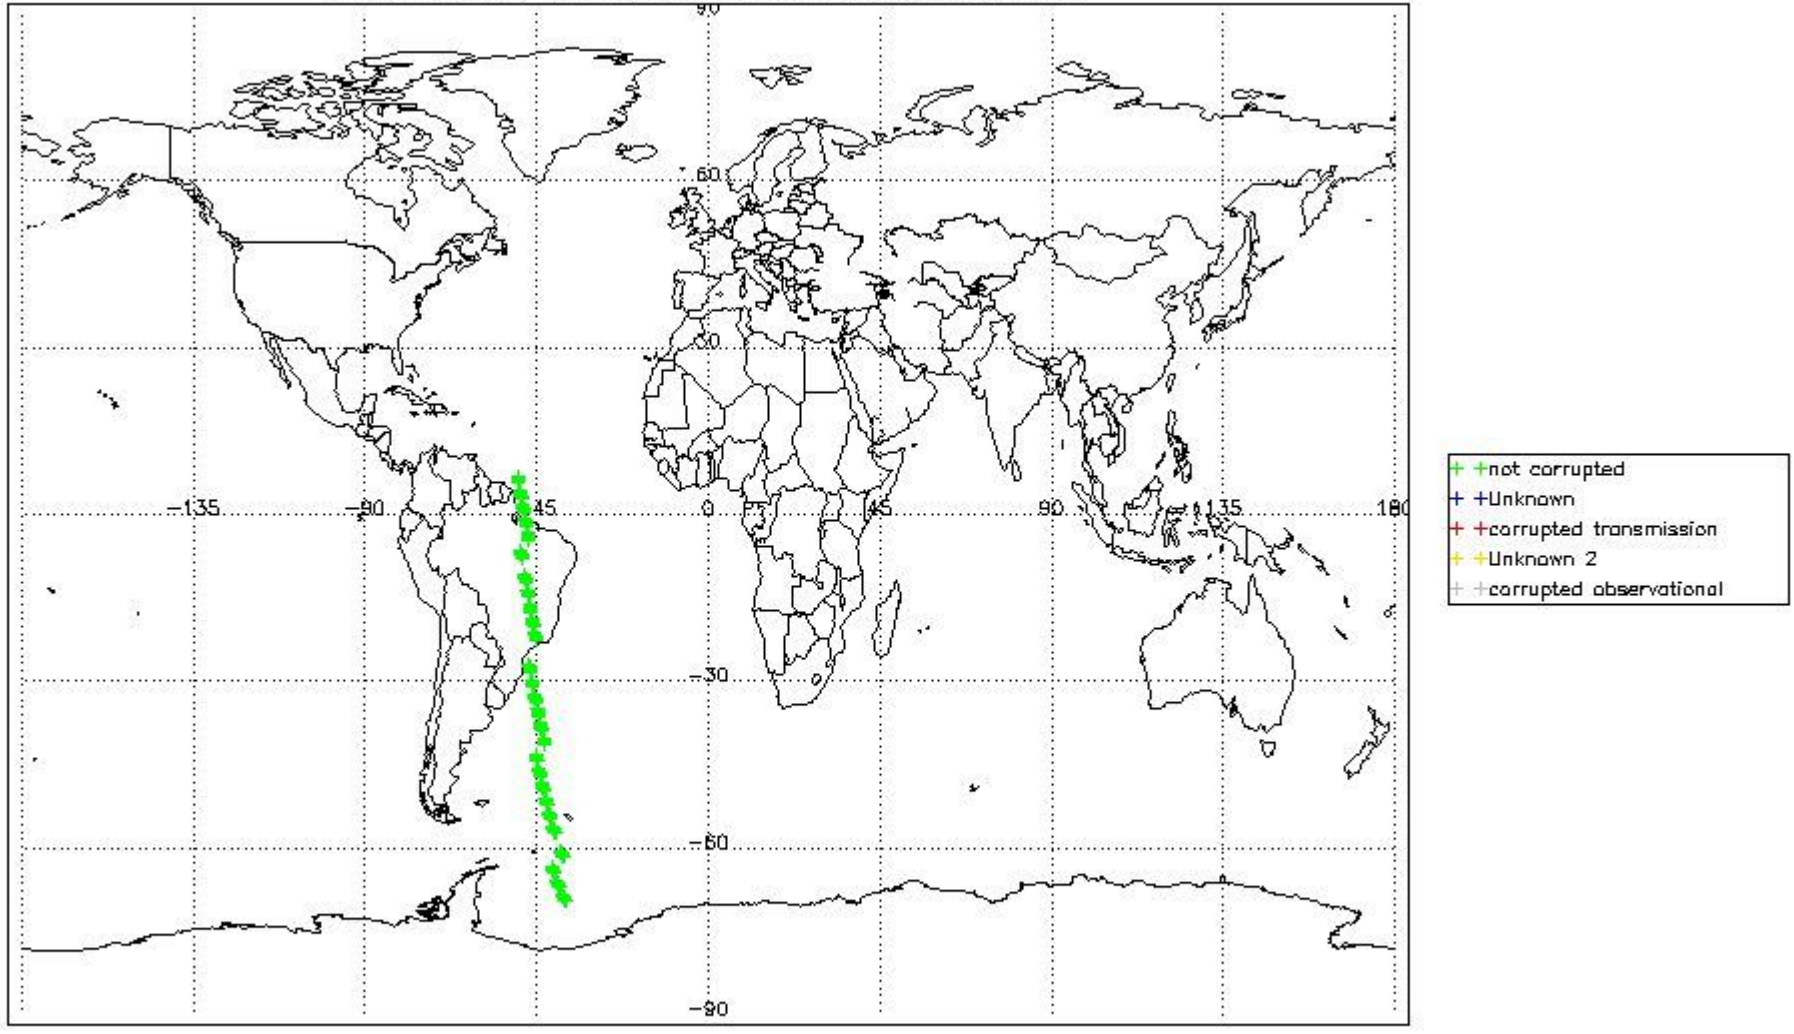 90
60
30
-135
-90
-45
0
45
90
135
180
-30
-60
-90
not corrupted
Unknown
corrupted transmission
Unknown 2
corrupted observational